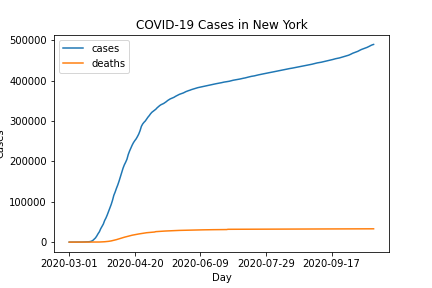 COVID-19 Cases in New York
cases
deaths
500000
400000
300000
200000
100000
0
cases
2020-03-01 2020-04-20 2020-06-09 2020-07-29 2020-09-17
Day